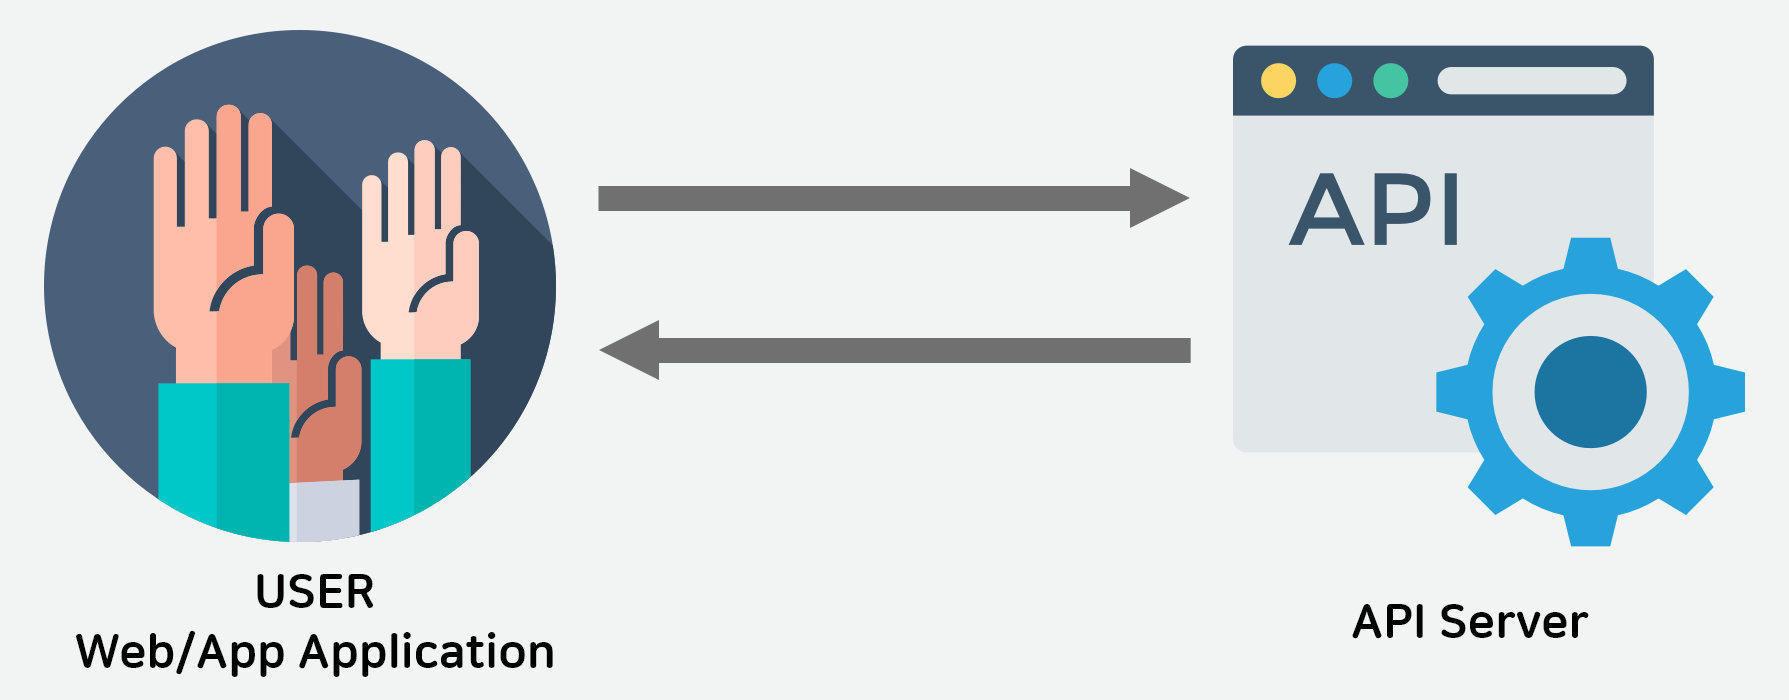 API
USER
Web/App Application
API Server